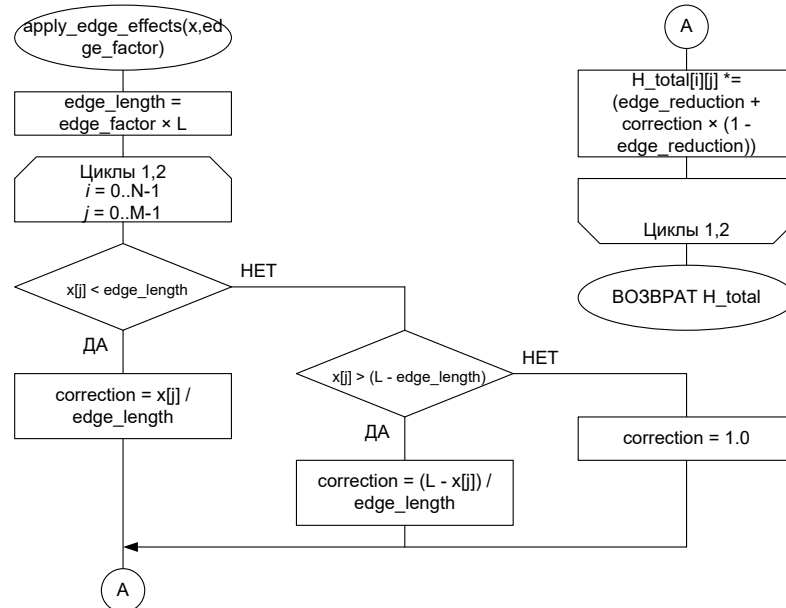 apply_edge_effects(x,ed
ge_factor)
edge_length =
edge_factor × L
Циклы 1,2
i = 0..N-1
j = 0..M-1
x[j] < edge_length
НЕТ
ДА
correction = x[j] /
edge_length
x[j] > (L - edge_length)
НЕТ
ДА
correction = (L - x[j]) /
edge_length
correction = 1.0
A
A
H_total[i][j] *=
(edge_reduction +
correction × (1 -
edge_reduction))
Циклы 1,2
ВОЗВРАТ H_total